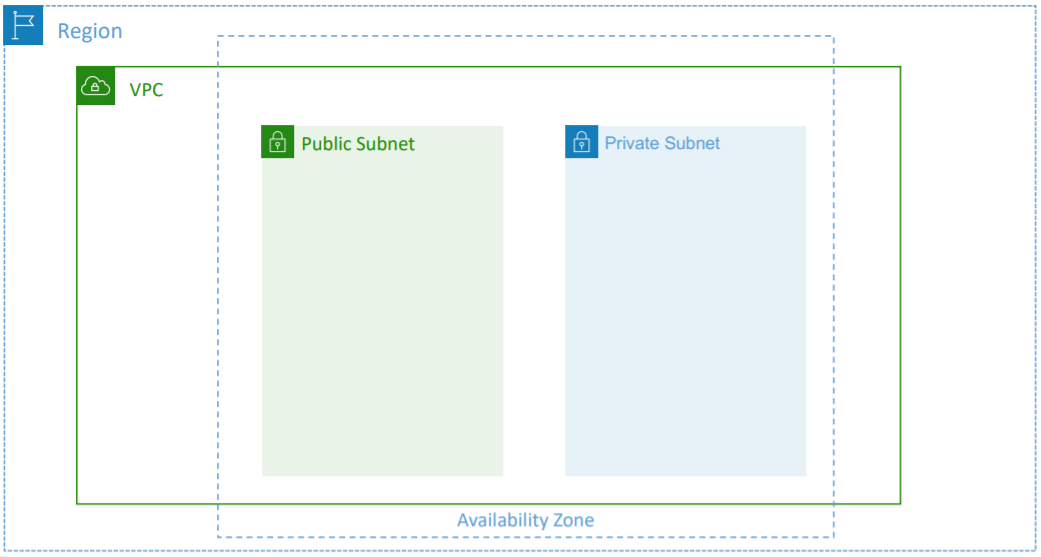 Region
VPC
Public Subnet
Private Subnet
Availability Zone